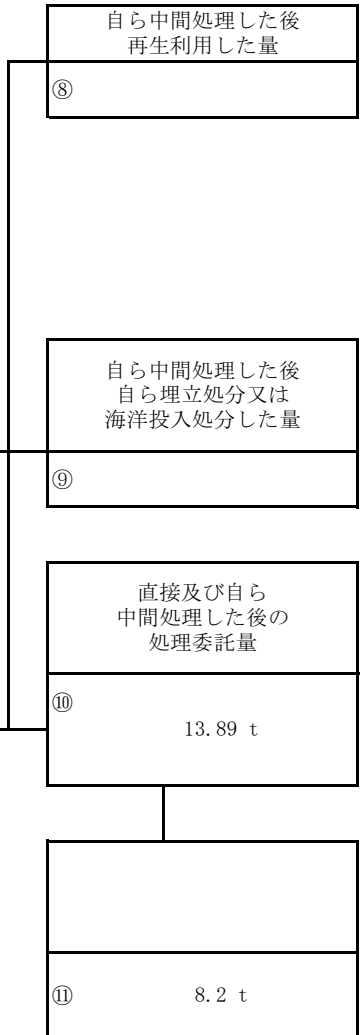 自ら中間処理した後
再生利用した量
⑧
自ら中間処理した後
自ら埋立処分又は
海洋投入処分した量
⑨
直接及び自ら
中間処理した後の
処理委託量
⑩
13.89 t
⑪ 8.2 t